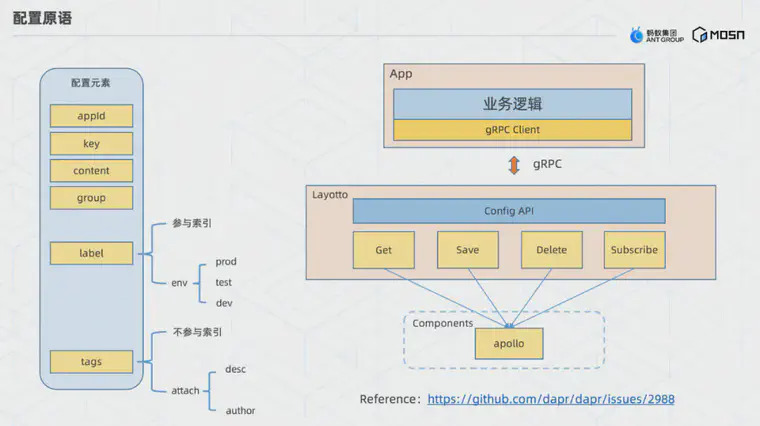 配置原语
蚂蚁集团
ANT GROUP
MOSN
配置元素
appId
key
content
group
label
tags
参与索引
env
prod
test
dev
不参与索引
attach
desc
author
App
业务逻辑
gRPC Client
gRPC
Layotto
Config API
Get
Save
Delete
Subscribe
Components
apollo
Reference：https://github.com/dapr/dapr/issues/2988